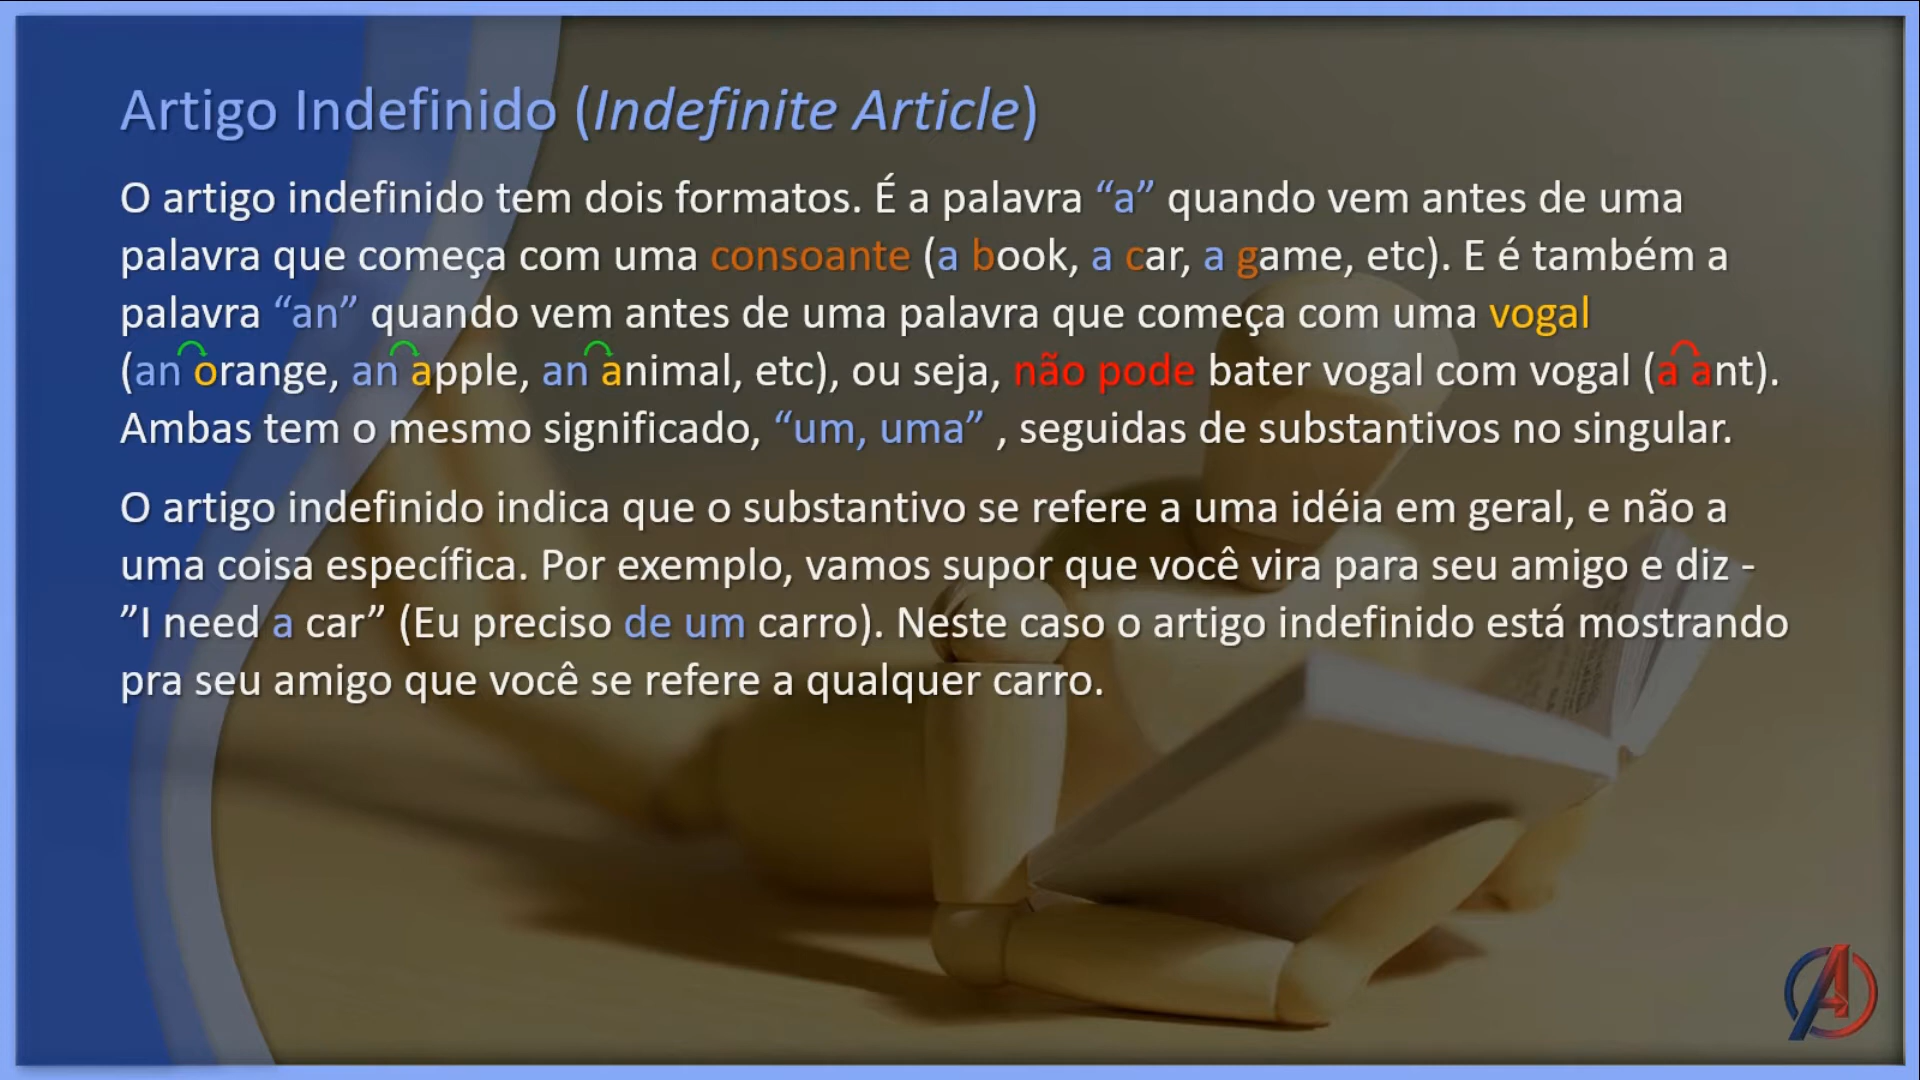 Artigo Indefinido (Indefinite Article)
O artigo indefinido tem dois formatos. É a palavra “a” quando vem antes de uma
palavra que começa com uma consoante (a book, a car, a game, etc). E é também a
palavra “an” quando vem antes de uma palavra que começa com uma vogal
(an orange, an apple, an animal, etc), ou seja, não pode bater vogal com vogal (a ant).
Ambas tem o mesmo significado, “um, uma” , seguidas de substantivos no singular.
O artigo indefinido indica que o substantivo se refere a uma idéia em geral, e não a
uma coisa específica. Por exemplo, vamos supor que você vira para seu amigo e diz -
”I need a car” (Eu preciso de um carro). Neste caso o artigo indefinido está mostrando
pra seu amigo que você se refere a qualquer carro.